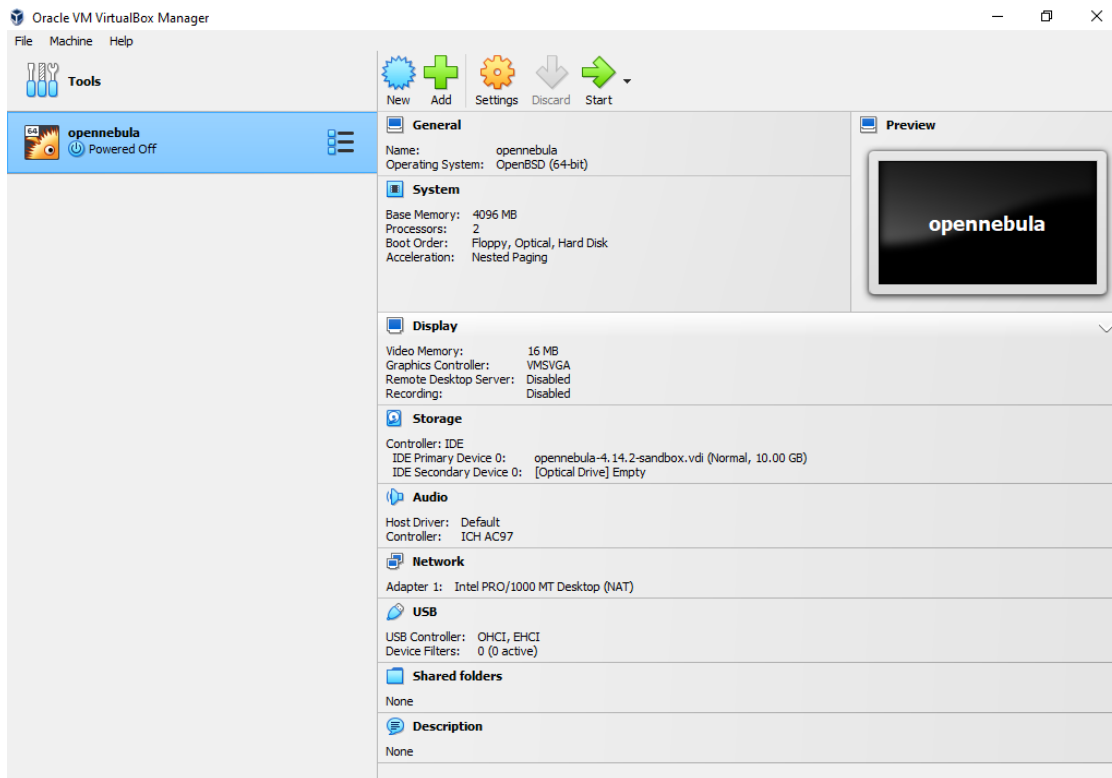 Oracle VM VirtualBox Manager
File Machine Help
Tools
New Add Settings Discard Start
64
opennebula
Powered Off
General
Name: opennebula
Operating System: OpenBSD (64-bit)
System
Base Memory: 4096 MB
Processors: 2
Boot Order: Floppy, Optical, Hard Disk
Acceleration: Nested Paging
Preview
opennebula
Display
Video Memory: 16 MB
Graphics Controller: VMSVGA
Remote Desktop Server: Disabled
Recording: Disabled
Storage
Controller: IDE
IDE Primary Device 0: opennebula-4.14.2-sandbox.vdi (Normal, 10.00 GB)
IDE Secondary Device 0: [Optical Drive] Empty
Audio
Host Driver: Default
Controller: ICH AC97
Network
Adapter 1: Intel PRO/1000 MT Desktop (NAT)
USB
USB Controller: OHCI, EHCI
Device Filters: 0 (0 active)
Shared folders
None
Description
None